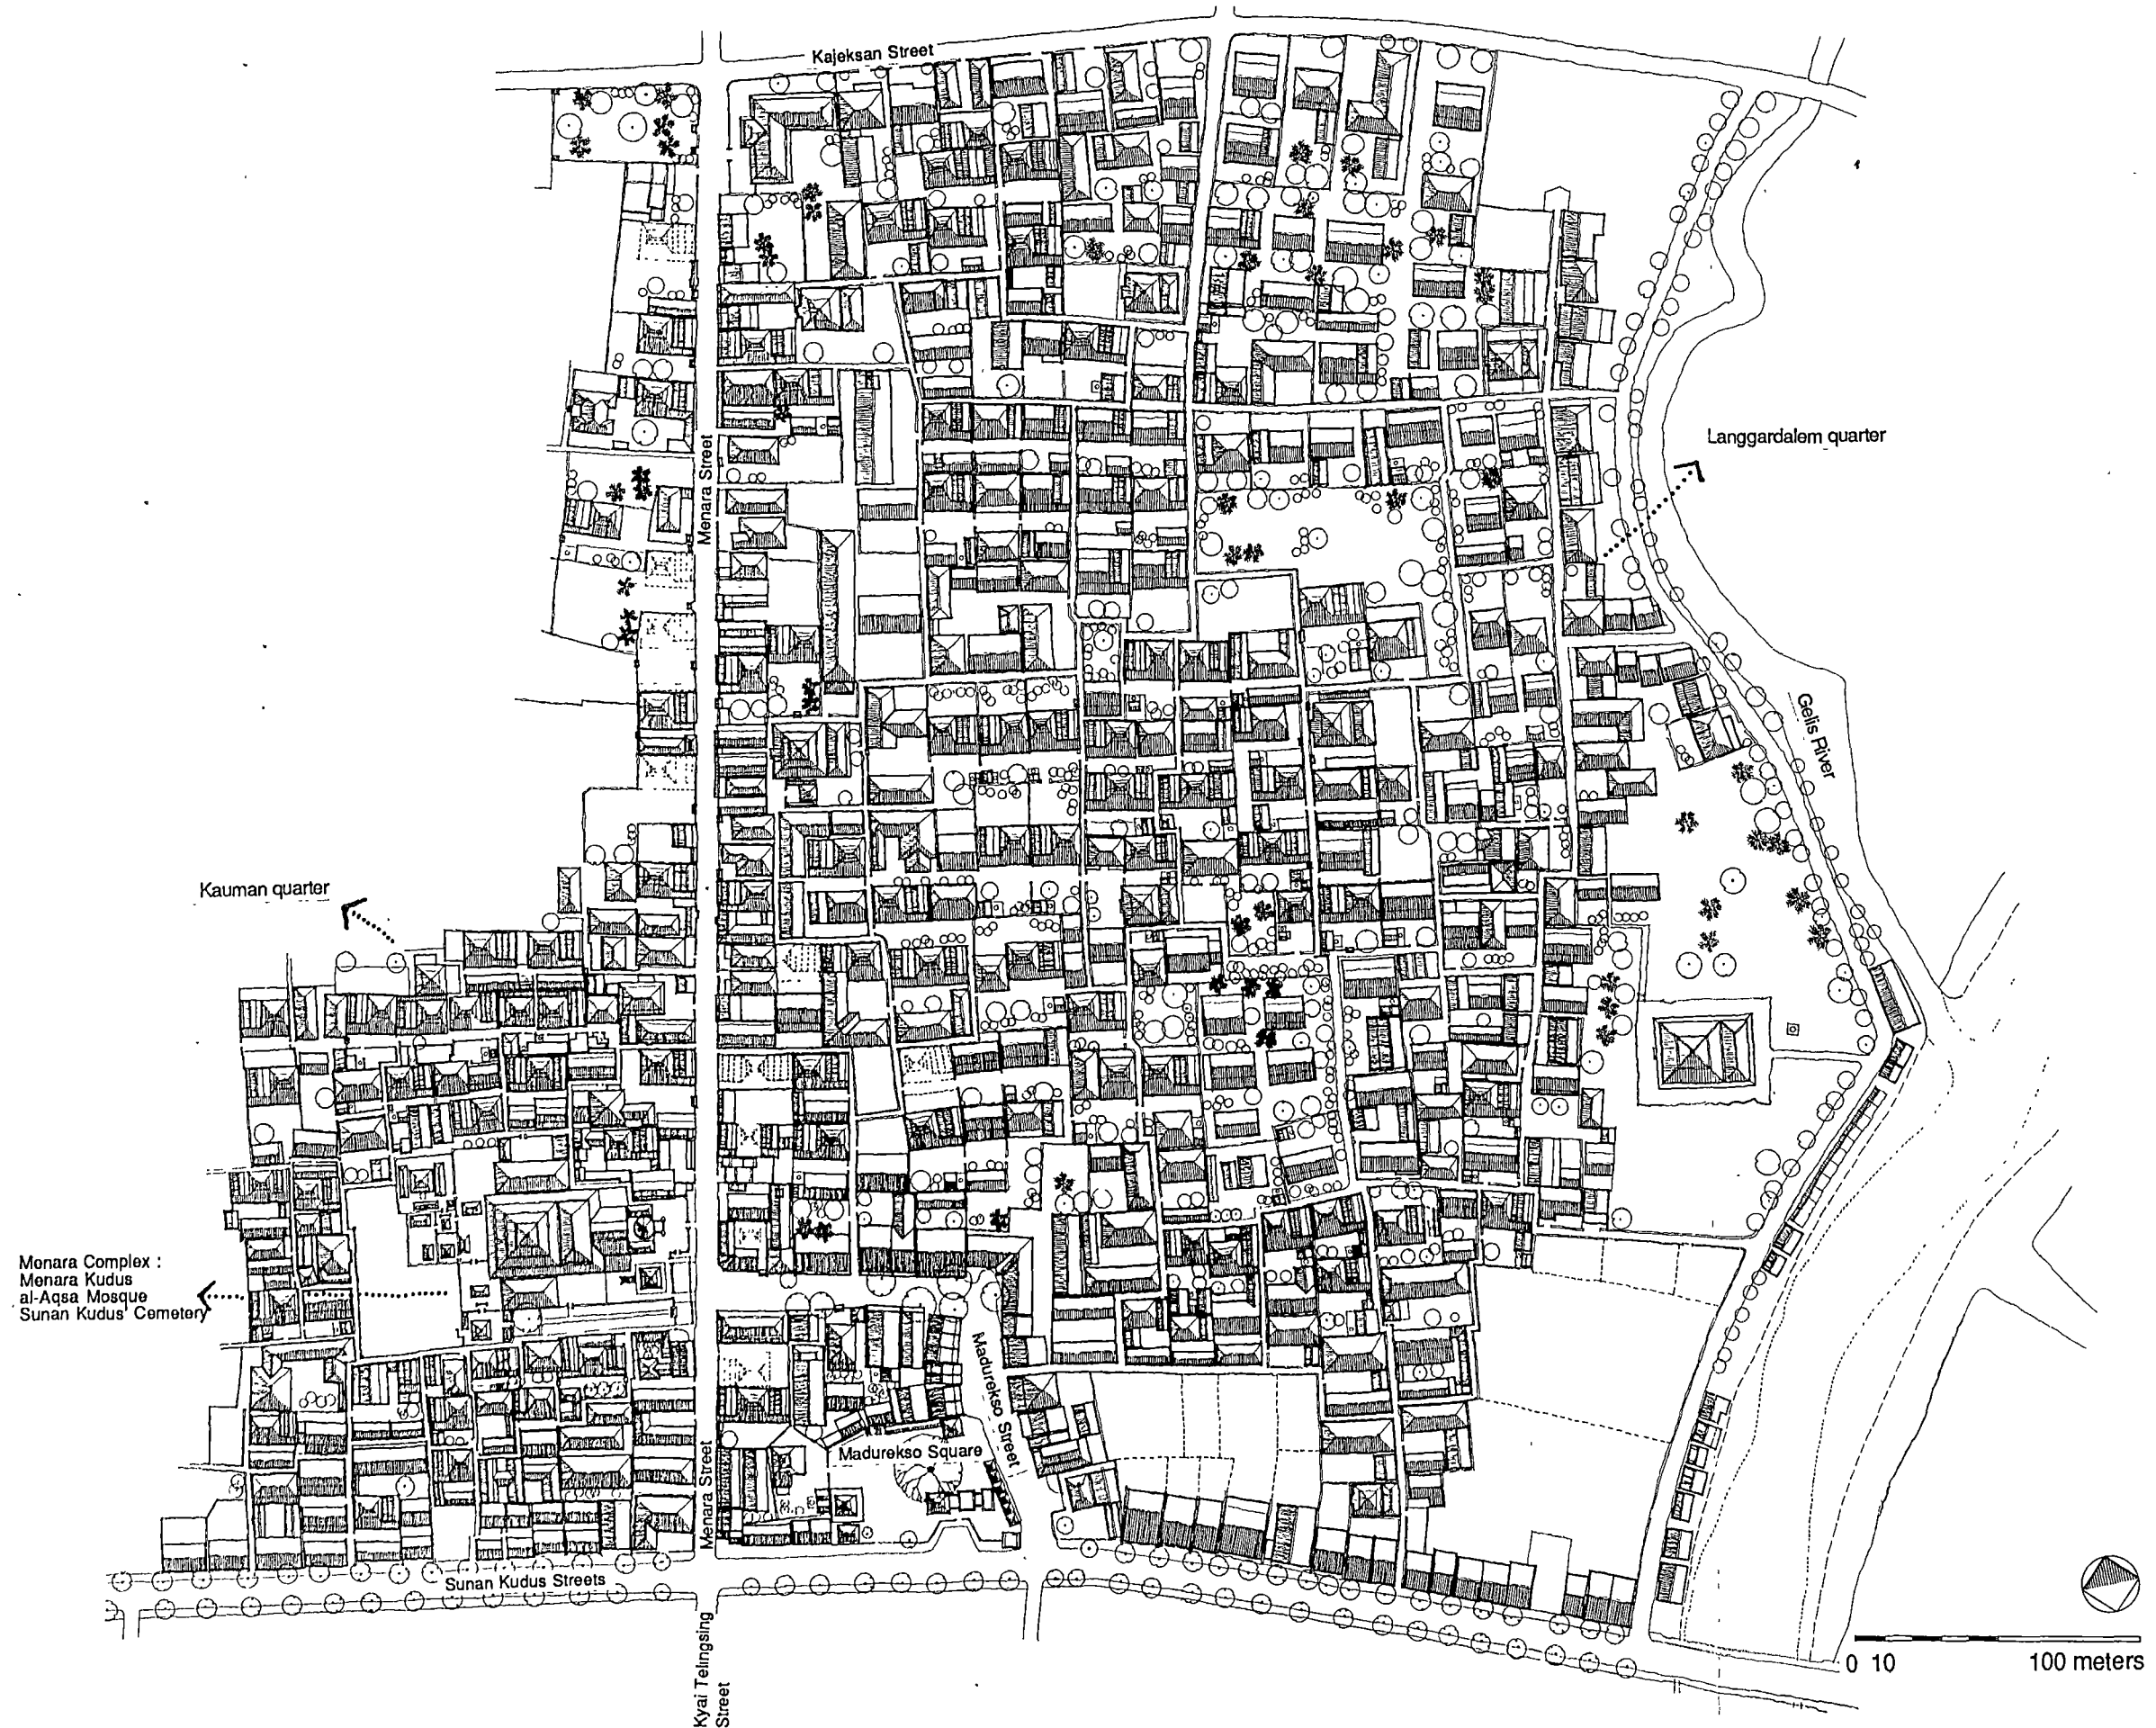 Kajeksan Street
Menara Street
Langgardalem quarter
Gelis River
Kauman quarter
Menara Complex :
Menara Kudus
al-Aqsa Mosque
Sunan Kudus' Cemetery
Madurekso Street
Madurekso Square
Menara Street
Sunan Kudus Streets
Kyai Telingsing
Street
0 10 100 meters